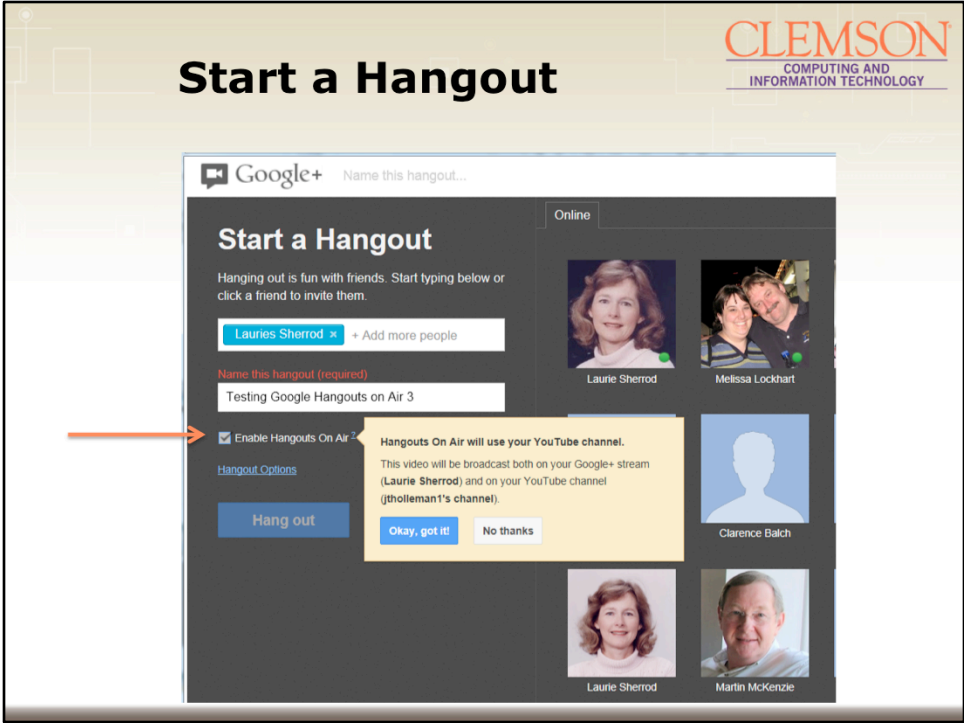 Start a Hangout
CLEMSON
COMPUTING AND
INFORMATION TECHNOLOGY
Google+ Name this hangout...
Start a Hangout
Hanging out is fun with friends. Start typing below or
click a friend to invite them.
Lauries Sherrod × + Add more people
Name this hangout (required)
Testing Google Hangouts on Air 3
Enable Hangouts On Air ?
Hangout Options
Hang out
Hangouts On Air will use your YouTube channel.
This video will be broadcast both on your Google+ stream
(Laurie Sherrod) and on your YouTube channel
(jtholleman1's channel).
Okay, got it! No thanks
Online
Laurie Sherrod Melissa Lockhart
Clarence Balch
Laurie Sherrod Martin McKenzie